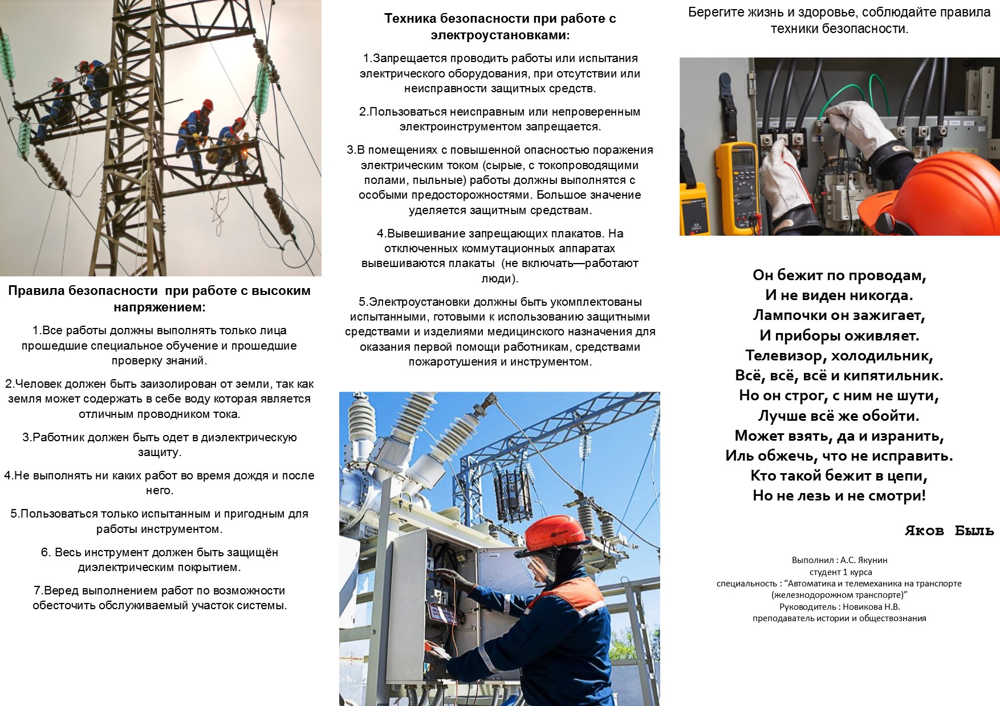 Правила безопасности  при работе с высоким
напряжением:
1.Все работы должны выполнять только лица
прошедшие специальное обучение и прошедшие
проверку знаний.
2.Человек должен быть заизолирован от земли, так как
земля может содержать в себе воду которая является
отличным проводником тока.
3.Работник должен быть одет в диэлектрическую
защиту.
4.Не выполнять ни каких работ во время дождя и после
него.
5.Пользоваться только испытанным и пригодным для
работы инструментом.
6. Весь инструмент должен быть защищён
диэлектрическим покрытием.
7.Веред выполнением работ по возможности
обесточить обслуживаемый участок системы.
Техника безопасности при работе с
электроустановками:
1.Запрещается проводить работы или испытания
электрического оборудования, при отсутствии или
неисправности защитных средств.
2.Пользоваться неисправным или непроверенным
электроинструментом запрещается.
3.В помещениях с повышенной опасностью поражения
электрическим током (сырые, с токопроводящими
полами, пыльные) работы должны выполнятся с
особыми предосторожностями. Большое значение
уделяется защитным средствам.
4.Вывешивание запрещающих плакатов. На
отключенных коммутационных аппаратах
вывешиваются плакаты  (не включать—работают
люди).
5.Электроустановки должны быть укомплектованы
испытанными, готовыми к использованию защитными
средствами и изделиями медицинского назначения для
оказания первой помощи работникам, средствами
пожаротушения и инструментом.
Берегите жизнь и здоровье, соблюдайте правила
техники безопасности.
Он бежит по проводам,
И не виден никогда.
Лампочки он зажигает,
И приборы оживляет.
Телевизор, холодильник,
Всё, всё, всё и кипятильник.
Но он строг, с ним не шути,
Лучше всё же обойти.
Может взять, да и изранить,
Иль обжечь, что не исправить.
Кто такой бежит в цепи,
Но не лезь и не смотри!
Яков Быль
Выполнил : А.С. Якунин
студент 1 курса
специальность : “Автоматика и телемеханика на транспорте
(железнодорожном транспорте)”
Руководитель : Новикова Н.В.
преподаватель истории и обществознания